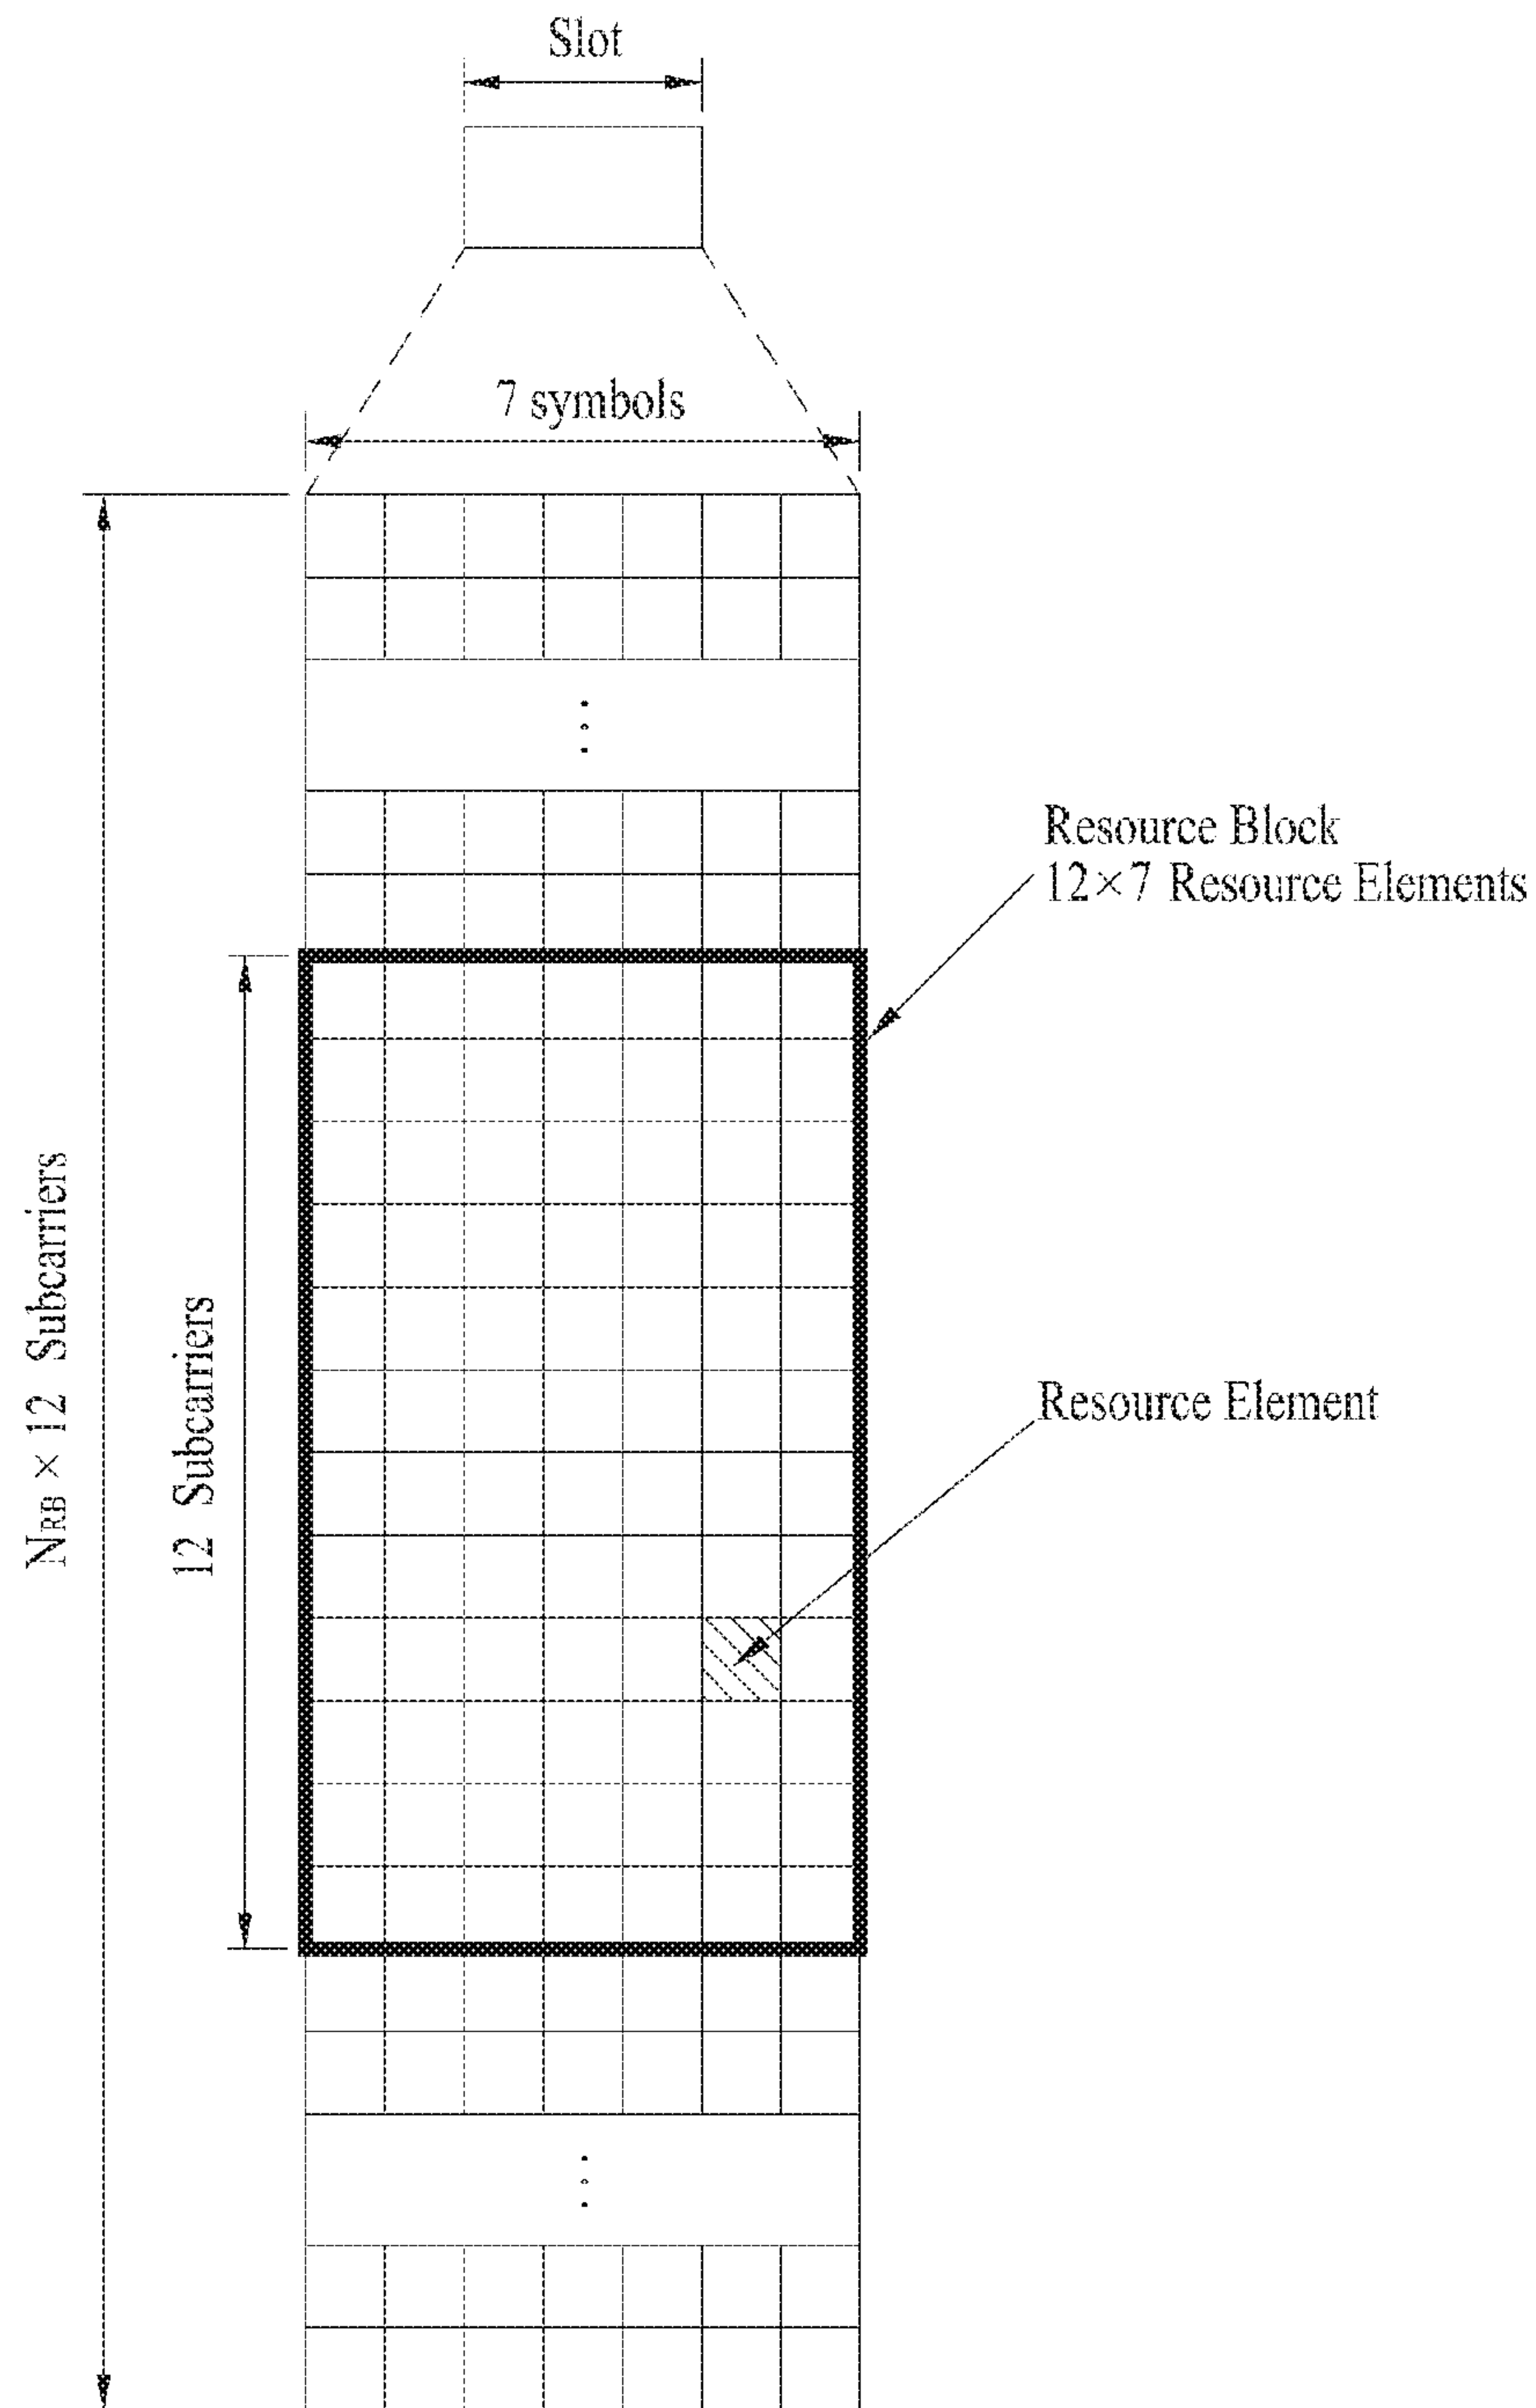 Slot
7 symbols
Resource Block
12×7 Resource Elements
Resource Element
12 Subcarriers
NRB × 12 Subcarriers